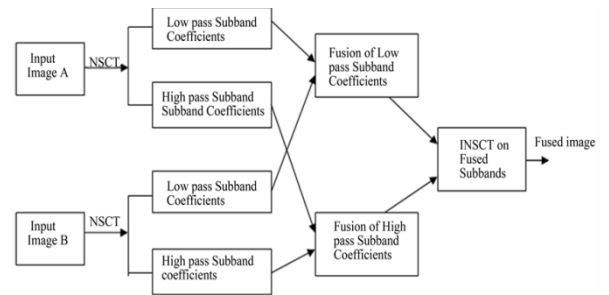 Input
Image A
NSCT
Low pass Subband
Coefficients
High pass Subband
Subband Coefficients
Fusion of Low
pass Subband
Coefficients
INSCT on
Fused
Subbands
Fused image
Input
Image B
NSCT
Low pass Subband
Coefficients
High pass Subband
coefficients
Fusion of High
pass Subband
Coefficients